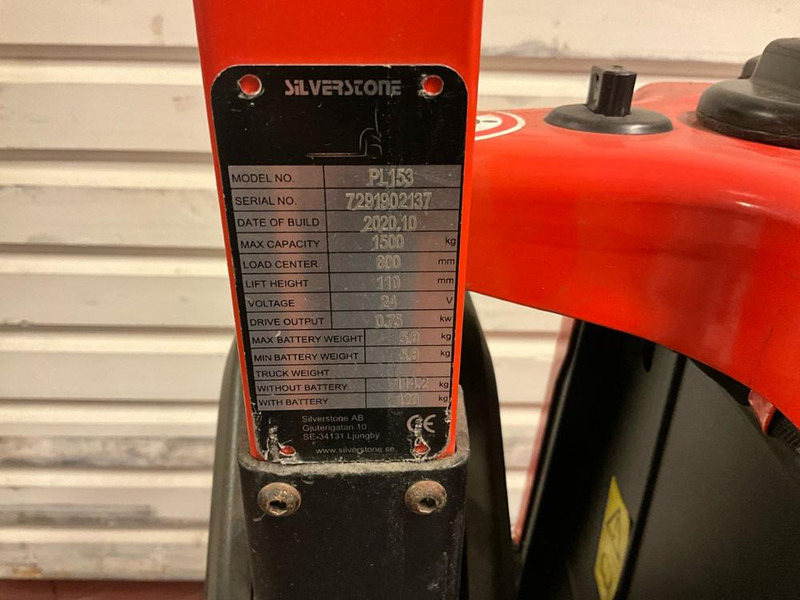 SILVERSTONE
MODEL NO. PL153
SERIAL NO. 7291902137
DATE OF BUILD 2020.10
MAX CAPACITY 1500 kg
LOAD CENTER 600 mm
LIFT HEIGHT 110 mm
VOLTAGE 24 V
DRIVE OUTPUT 0.75 kw
MAX BATTERY WEIGHT kg
MIN BATTERY WEIGHT kg
TRUCK WEIGHT
WITHOUT BATTERY kg
WITH BATTERY 120 kg
Silverstone AB
Gjuterigatan 10
SE-34131 Ljungby
CE
www.silverstone.se